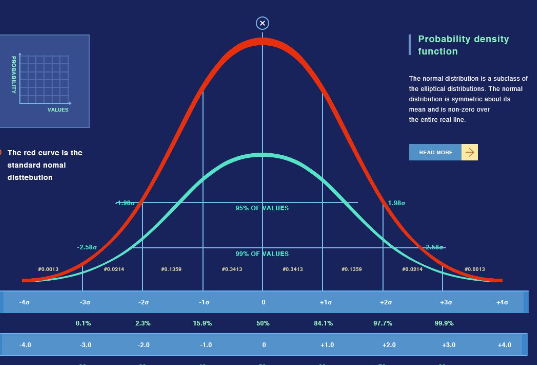 Probability density
function
The normal distribution is a subclass of
the elliptical distributions. The normal
distribution is symmetric about its
mean and is non-zero over
the entire real line.
READ MORE
PROBABILITY
VALUES
The red curve is the
standard nomal
disttebution
-1.96σ 1.96σ
95% OF VALUES
-2.58σ 2.58σ
99% OF VALUES
#0.0013 #0.0214 #0.1359 #0.3413 #0.3413 #0.1359 #0.0214 #0.0013
-4σ -3σ -2σ -1σ 0 +1σ +2σ +3σ +4σ
0.1% 2.3% 15.9% 50% 84.1% 97.7% 99.9%
-4.0 -3.0 -2.0 -1.0 0 +1.0 +2.0 +3.0 +4.0